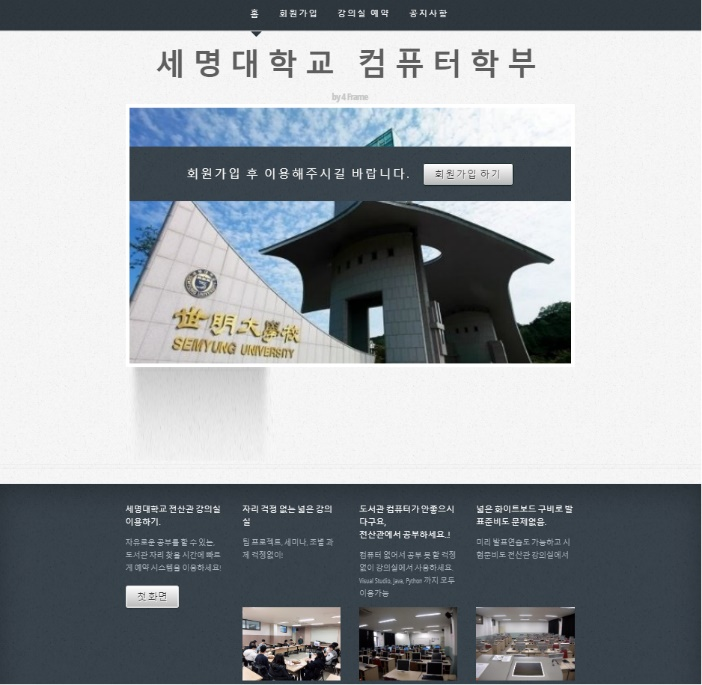 홈 회원가입 강의실 예약 공지사항
세명대학교 컴퓨터학부
by 4 Frame
회원가입 후 이용해주시길 바랍니다. 회원가입 하기
世明大學校
SEMYUNG UNIVERSITY
세명대학교 전산관 강의실
이용하기.
자유로운 공부를 할 수 있는,
도서관 자리 찾을 시간에 빠르
게 예약 시스템을 이용하세요!
첫 화면
자리 걱정 없는 넓은 강의
실
팀 프로젝트, 세미나, 조별 과
제 걱정없이!
도서관 컴퓨터가 안좋으시
다구요,
전산관에서 공부하세요..!
컴퓨터 없어서 공부 못 할 걱정
없이 강의실에서 사용하세요.
Visual Studio, Java, Python 까지 모두
이용가능
넓은 화이트보드 구비로 발
표준비도 문제없음.
미리 발표연습도 가능하고 시
험준비도 전산관 강의실에서